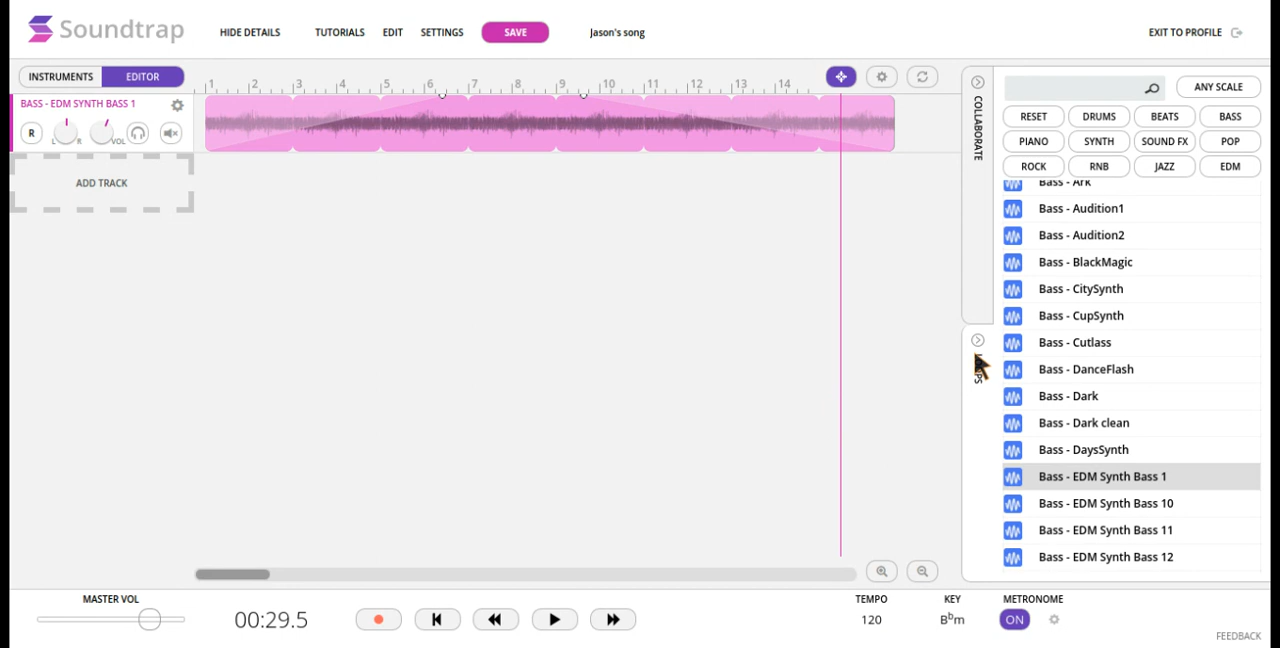 Soundtrap HIDE DETAILS TUTORIALS EDIT SETTINGS SAVE Jason's song EXIT TO PROFILE
INSTRUMENTS EDITOR 1 2 3 4 5 6 7 8 9 10 11 12 13 14
BASS - EDM SYNTH BASS 1
R L R VOL
ADD TRACK
COLLABORATE
ANY SCALE
RESET DRUMS BEATS BASS
PIANO SYNTH SOUND FX POP
ROCK RNB JAZZ EDM
Bass - Ark
Bass - Audition1
Bass - Audition2
Bass - BlackMagic
Bass - CitySynth
Bass - CupSynth
Bass - Cutlass
Bass - DanceFlash
Bass - Dark
Bass - Dark clean
Bass - DaysSynth
Bass - EDM Synth Bass 1
Bass - EDM Synth Bass 10
Bass - EDM Synth Bass 11
Bass - EDM Synth Bass 12
MASTER VOL TEMPO KEY METRONOME
00:29.5 120 Bbm ON
FEEDBACK